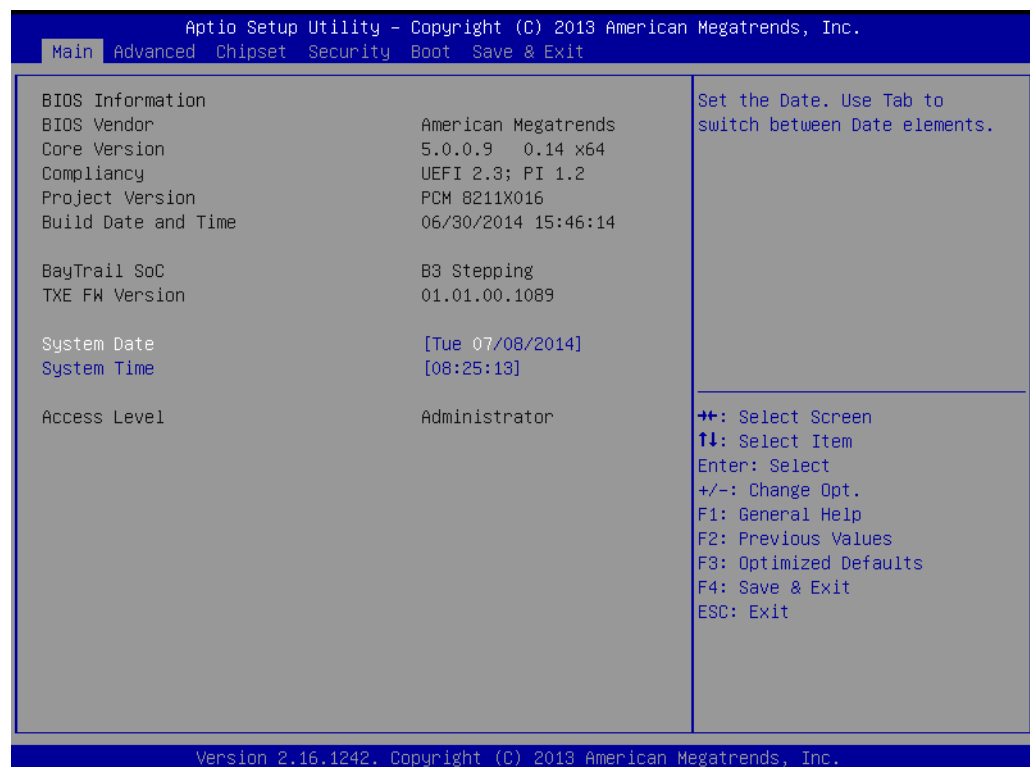 Aptio Setup Utility – Copyright (C) 2013 American Megatrends, Inc.
Main Advanced Chipset Security Boot Save & Exit
BIOS Information
BIOS Vendor American Megatrends
Core Version 5.0.0.9 0.14 x64
Compliancy UEFI 2.3; PI 1.2
Project Version PCM 8211X016
Build Date and Time 06/30/2014 15:46:14
BayTrail SoC B3 Stepping
TXE FW Version 01.01.00.1089
System Date [Tue 07/08/2014]
System Time [08:25:13]
Access Level Administrator
Set the Date. Use Tab to
switch between Date elements.
→←: Select Screen
↑↓: Select Item
Enter: Select
+/-: Change Opt.
F1: General Help
F2: Previous Values
F3: Optimized Defaults
F4: Save & Exit
ESC: Exit
Version 2.16.1242. Copyright (C) 2013 American Megatrends, Inc.